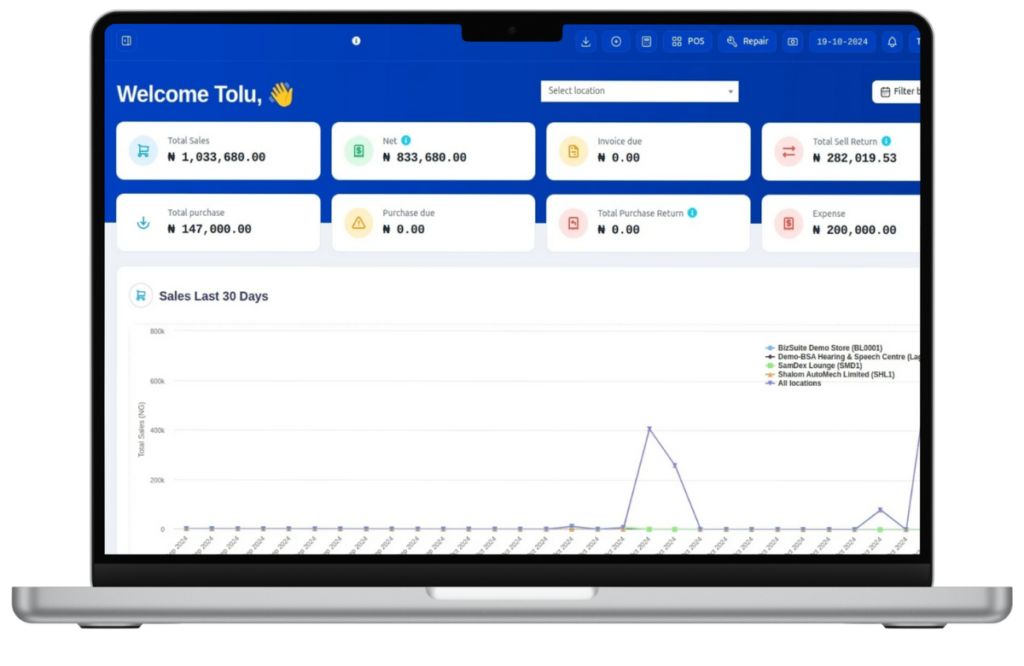 POS
Repair
19-10-2024
Welcome Tolu, 👋
Select location
Filter b
Total Sales
₦ 1,033,680.00
Net
₦ 833,680.00
Invoice due
₦ 0.00
Total Sell Return
₦ 282,019.53
Total purchase
₦ 147,000.00
Purchase due
₦ 0.00
Total Purchase Return
₦ 0.00
Expense
₦ 200,000.00
Sales Last 30 Days
BizSuite Demo Store (BL0001)
Demo-BSA Hearing & Speech Centre (Lag
SamDex Lounge (SMD1)
Shalom AutoMech Limited (SHL1)
All locations
Total Sales (NG)
800k
600k
400k
200k
0